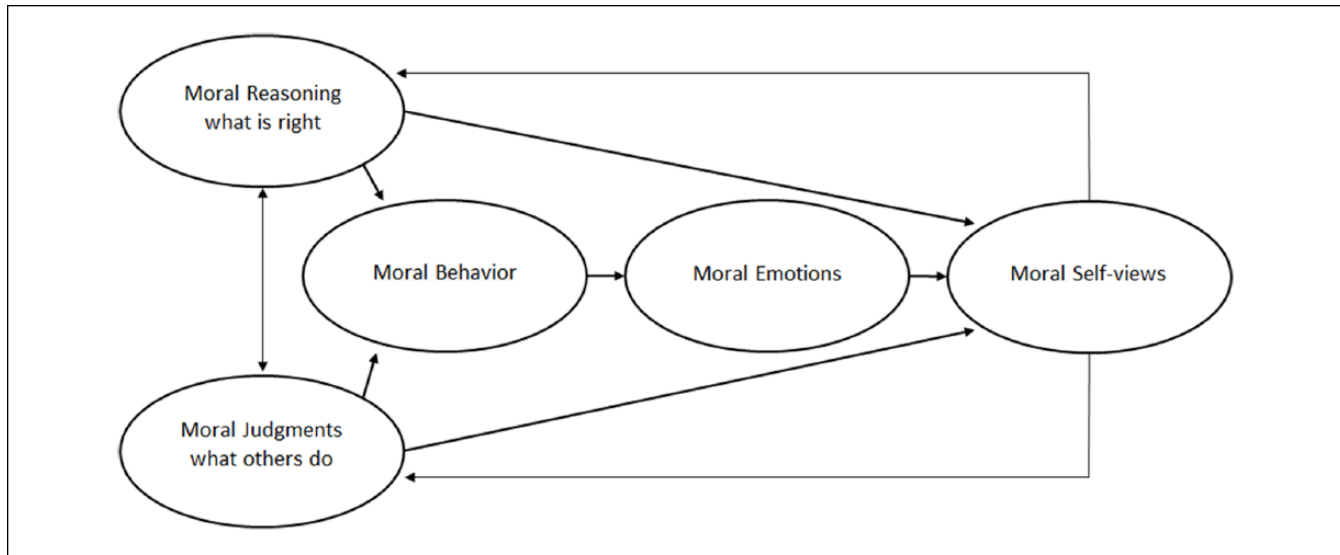 Moral Reasoning
what is right
Moral Behavior
Moral Emotions
Moral Self-views
Moral Judgments
what others do